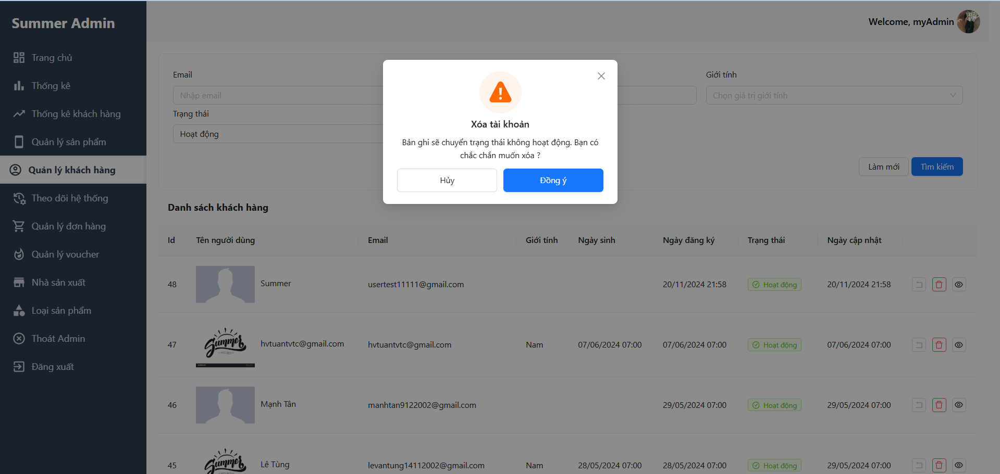 Summer Admin
Welcome, myAdmin
Trang chủ
Thống kê
Thống kê khách hàng
Quản lý sản phẩm
Quản lý khách hàng
Theo dõi hệ thống
Quản lý đơn hàng
Quản lý voucher
Nhà sản xuất
Loại sản phẩm
Thoát Admin
Đăng xuất
Email
Nhập email
Giới tính
Chọn giá trị giới tính
Trạng thái
Hoạt động
Làm mới
Tìm kiếm
Xóa tài khoản
Bản ghi sẽ chuyển trạng thái không hoạt động. Bạn có
chắc chắn muốn xóa ?
Hủy
Đồng ý
Danh sách khách hàng
Id Tên người dùng Email Giới tính Ngày sinh Ngày đăng ký Trạng thái Ngày cập nhật
48 Summer usertest11111@gmail.com 20/11/2024 21:58 Hoạt động 20/11/2024 21:58
Summer
47 hvtuantvtc@gmail.com hvtuantvtc@gmail.com Nam 07/06/2024 07:00 07/06/2024 07:00 Hoạt động 07/06/2024 07:00
46 Mạnh Tân manhtan9122002@gmail.com 29/05/2024 07:00 Hoạt động 29/05/2024 07:00
Summer
45 Lê Tùng levantung14112002@gmail.com Nam 28/05/2024 07:00 28/05/2024 07:00 Hoạt động 29/05/2024 07:00